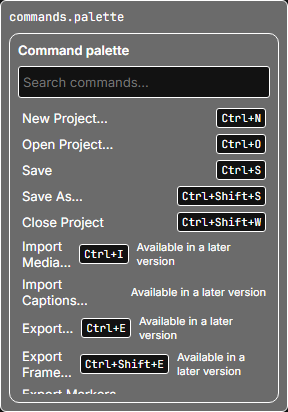 commands.palette
Command palette
Search commands...
New Project... Ctrl+N
Open Project... Ctrl+O
Save Ctrl+S
Save As... Ctrl+Shift+S
Close Project Ctrl+Shift+W
Import Media... Ctrl+I Available in a later version
Import Captions... Available in a later version
Export... Ctrl+E Available in a later version
Export Frame... Ctrl+Shift+E Available in a later version
Export Markers